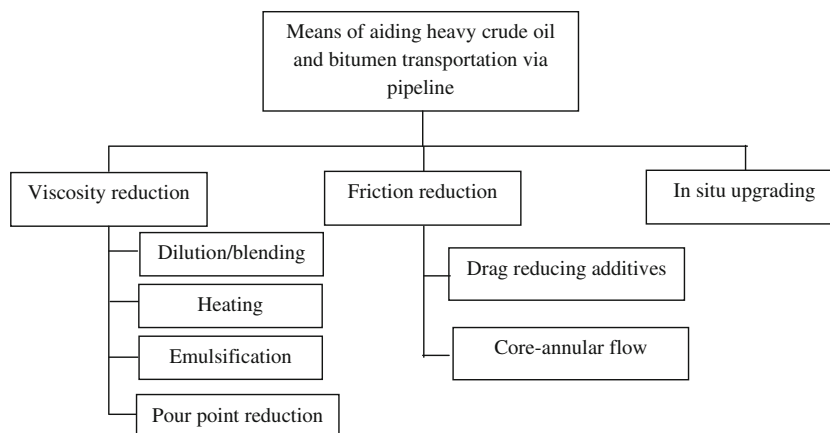 Means of aiding heavy crude oil
and bitumen transportation via
pipeline
Viscosity reduction
Friction reduction
In situ upgrading
Dilution/blending
Heating
Emulsification
Pour point reduction
Drag reducing additives
Core-annular flow